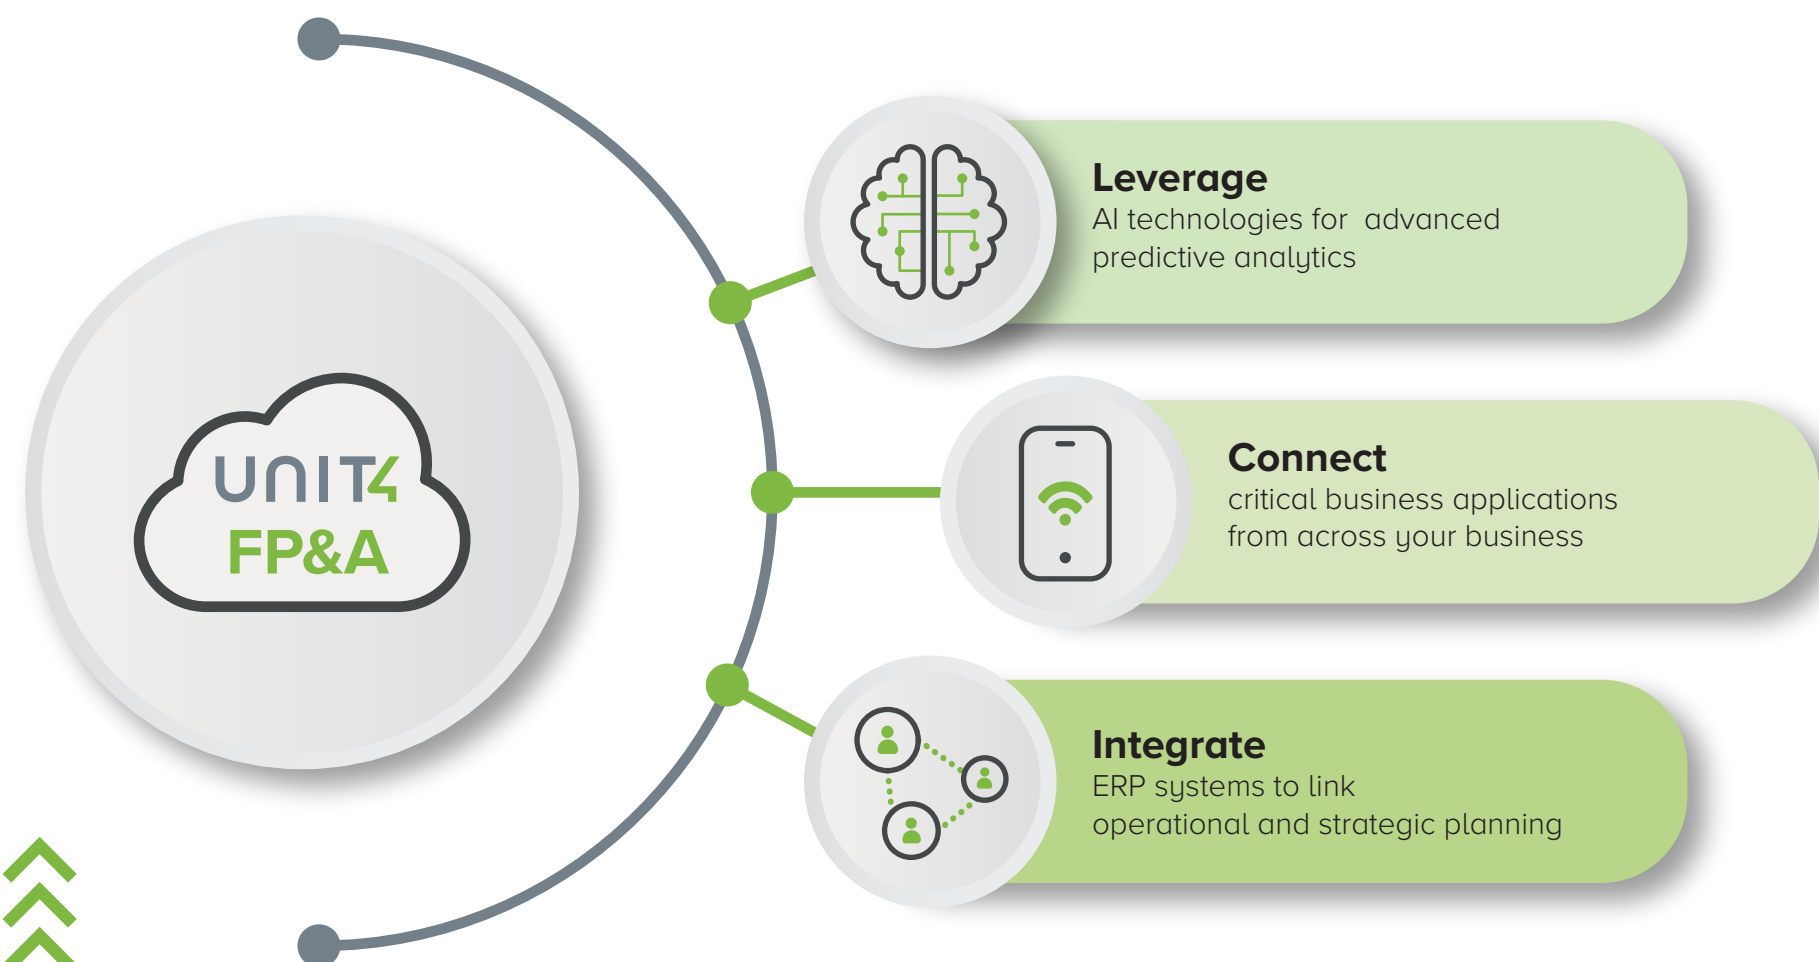 UNIT4
FP&A
Leverage
AI technologies for advanced
predictive analytics
Connect
critical business applications
from across your business
Integrate
ERP systems to link
operational and strategic planning